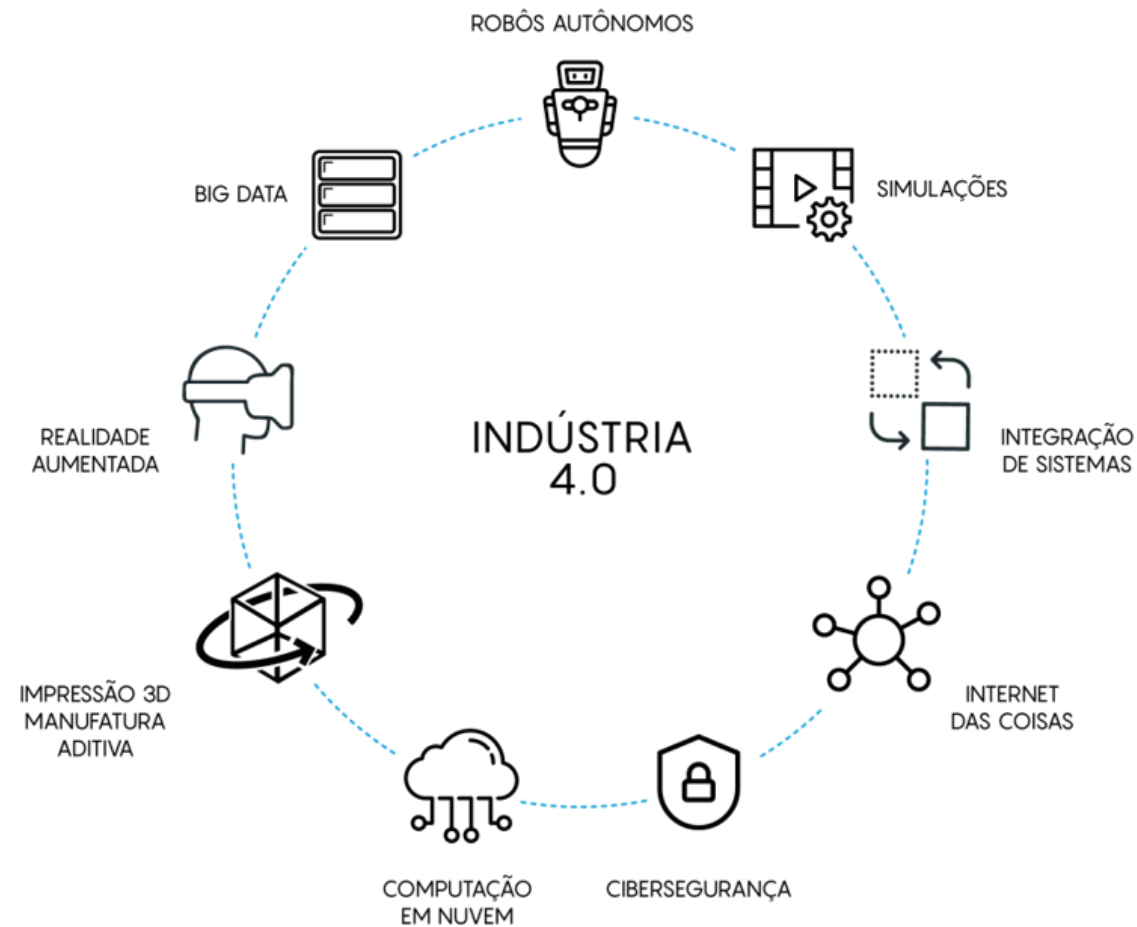 ROBÔS AUTÔNOMOS
BIG DATA
SIMULAÇÕES
REALIDADE
AUMENTADA
INDÚSTRIA
4.0
INTEGRAÇÃO
DE SISTEMAS
IMPRESSÃO 3D
MANUFATURA
ADITIVA
INTERNET
DAS COISAS
COMPUTAÇÃO
EM NUVEM
CIBERSEGURANÇA